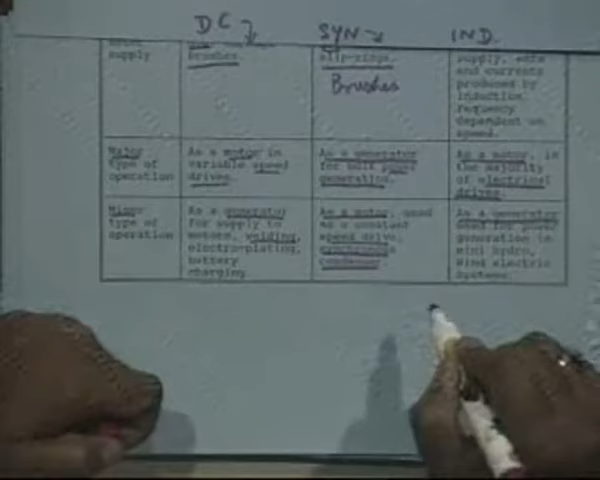 DC SYN IND.
supply
brushes.
slip-rings.
Brushes
supply, emfs
and currents
produced by
induction
frequency
dependent on
speed.
Major
type of
operation
As a motor in
variable speed
drives.
As a generator
for bulk
generation.
As a motor, in
the majority
of electrical
drives.
Minor
type of
operation
As a generator
for supply to
motors, welding,
electro-plating,
battery
charging
As a motor, used
as a constant
speed drive,
synchronous
condenser.
As a generator
used for power
generation in
mini hydro,
wind electric
systems.